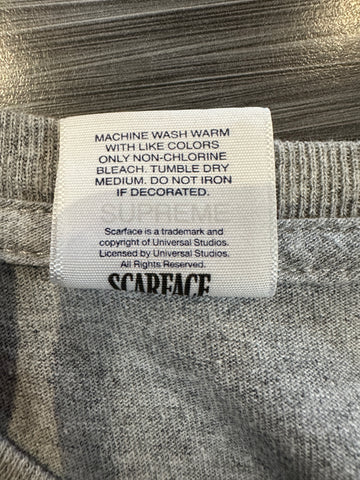 MACHINE WASH WARM
WITH LIKE COLORS
ONLY NON-CHLORINE
BLEACH. TUMBLE DRY
MEDIUM. DO NOT IRON
IF DECORATED.
SUPREME
Scarface is a trademark and
copyright of Universal Studios.
Licensed by Universal Studios.
All Rights Reserved.
SCARFACE